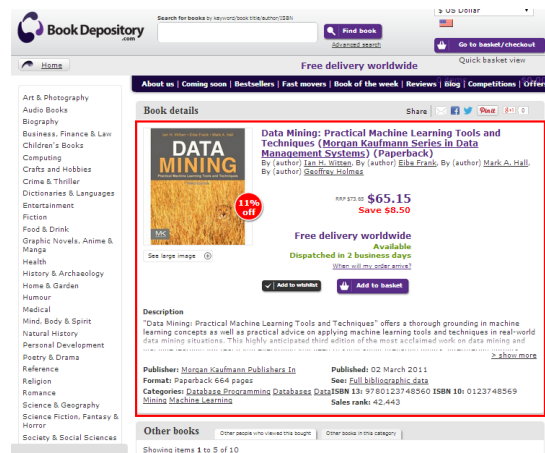 $ US Dollar
Book Depository
.com
Search for books by keyword/book title/author/ISBN
Find book
Advanced search
Go to basket/checkout
Home
Free delivery worldwide
Quick basket view
About us | Coming soon | Bestsellers | Fast movers | Book of the week | Reviews | Blog | Competitions | Offers
Art & Photography
Audio Books
Biography
Business, Finance & Law
Children's Books
Computing
Crafts and Hobbies
Crime & Thriller
Dictionaries & Languages
Entertainment
Fiction
Food & Drink
Graphic Novels, Anime &
Manga
Health
History & Archaeology
Home & Garden
Humour
Medical
Mind, Body & Spirit
Natural History
Personal Development
Poetry & Drama
Reference
Religion
Romance
Science & Geography
Science Fiction, Fantasy &
Horror
Society & Social Sciences
Book details
Share
Pin it
0
Ian H. Witten • Eibe Frank • Mark A. Hall
DATA
MINING
Practical Machine Learning Tools and Techniques
MK
11%
off
See large image
Data Mining: Practical Machine Learning Tools and
Techniques (Morgan Kaufmann Series in Data
Management Systems) (Paperback)
By (author) Ian H. Witten, By (author) Eibe Frank, By (author) Mark A. Hall,
By (author) Geoffrey Holmes
RRP $73.65 $65.15
Save $8.50
Free delivery worldwide
Available
Dispatched in 2 business days
When will my order arrive?
Add to wishlist
Add to basket
Description
"Data Mining: Practical Machine Learning Tools and Techniques" offers a thorough grounding in machine
learning concepts as well as practical advice on applying machine learning tools and techniques in real-world
data mining situations. This highly anticipated third edition of the most acclaimed work on data mining and
> show more
Publisher: Morgan Kaufmann Publishers In
Format: Paperback 664 pages
Categories: Database Programming Databases Data
Mining Machine Learning
Published: 02 March 2011
See: Full bibliographic data
ISBN 13: 9780123748560 ISBN 10: 0123748569
Sales rank: 42,443
Other books
Other people who viewed this bought
Other books in this category
Showing items 1 to 5 of 10